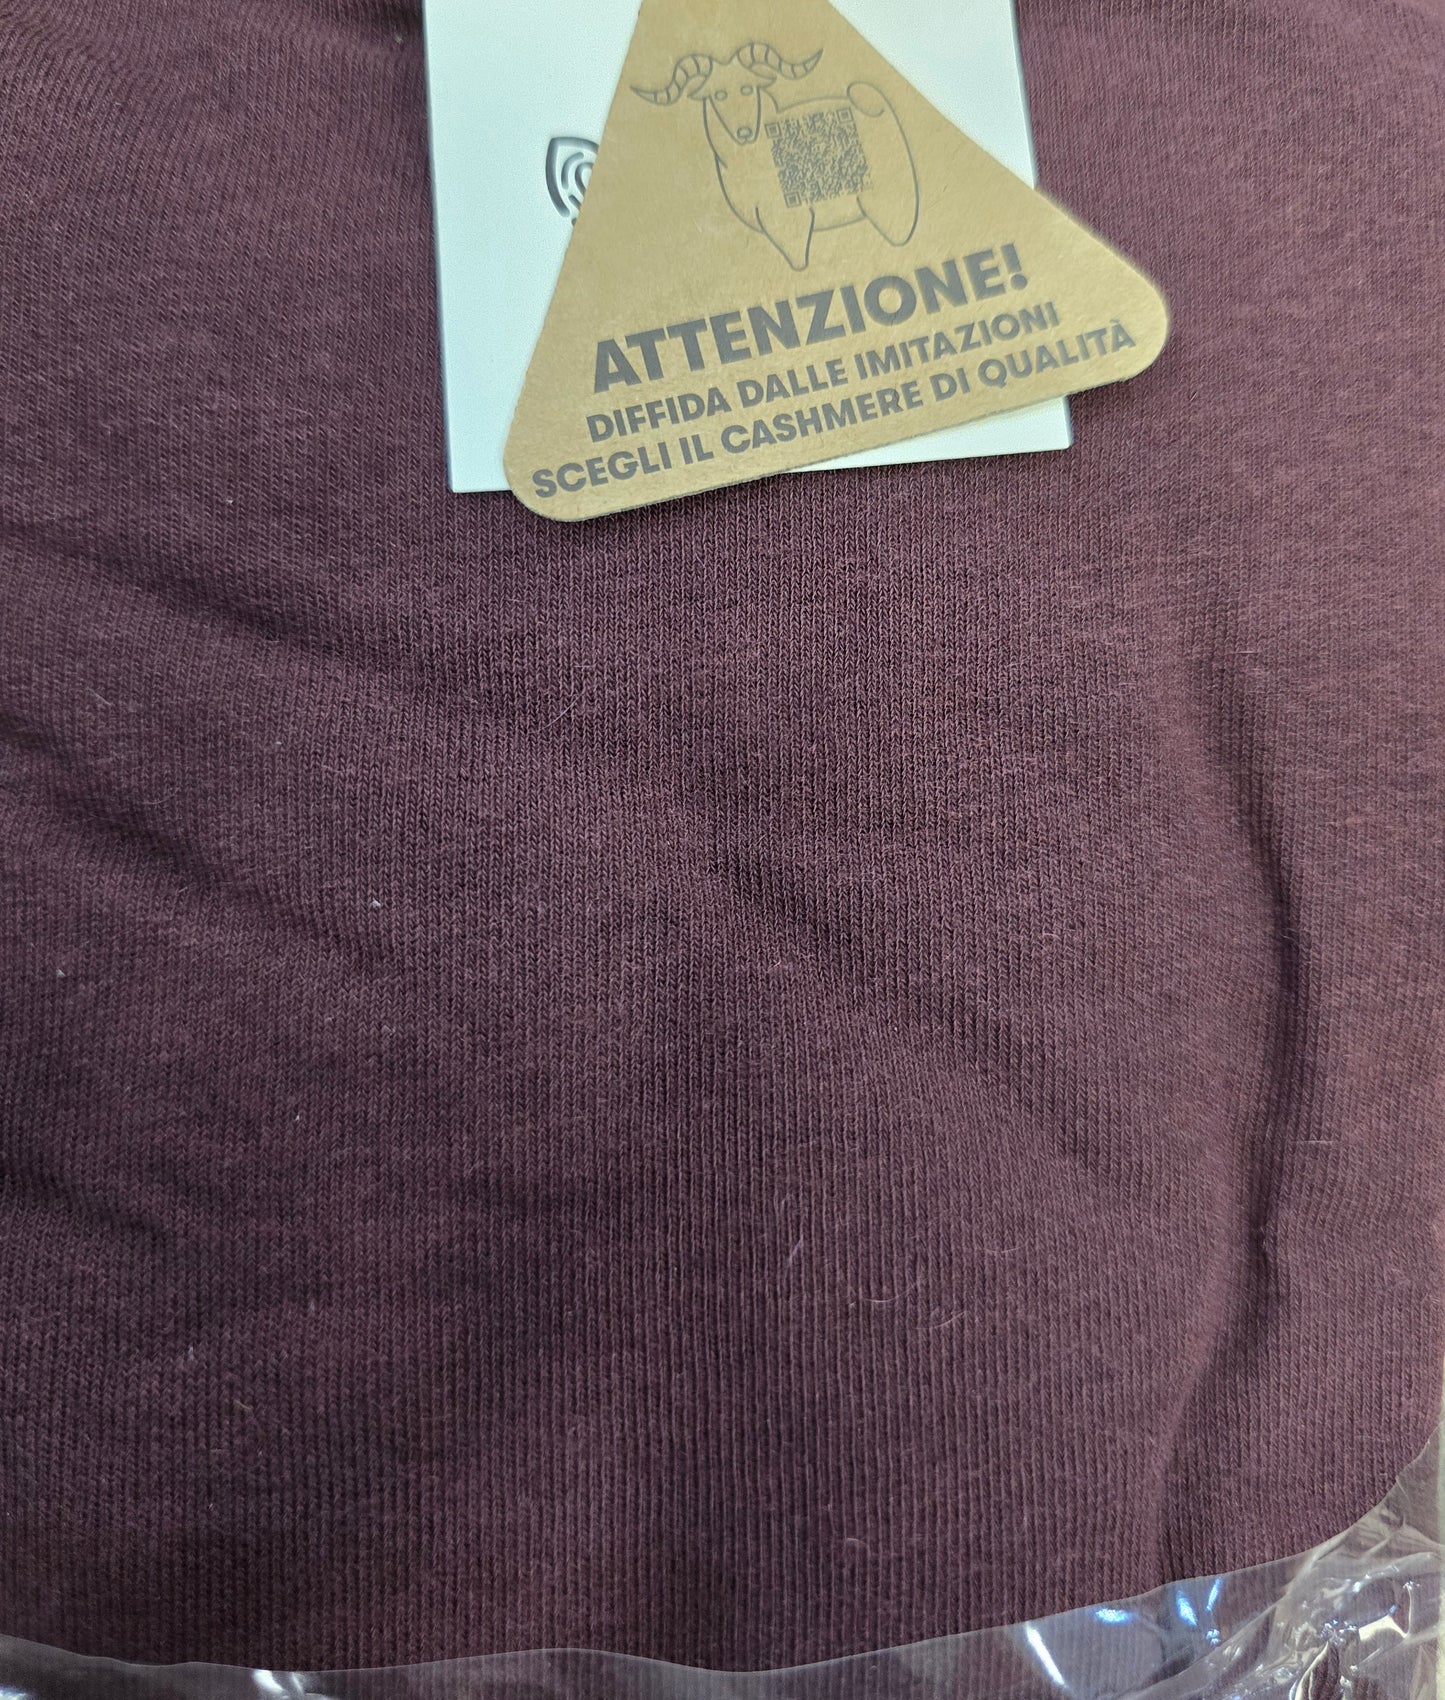 ATTENZIONE!
DIFFIDA DALLE IMITAZIONI
SCEGLI IL CASHMERE DI QUALITÀ